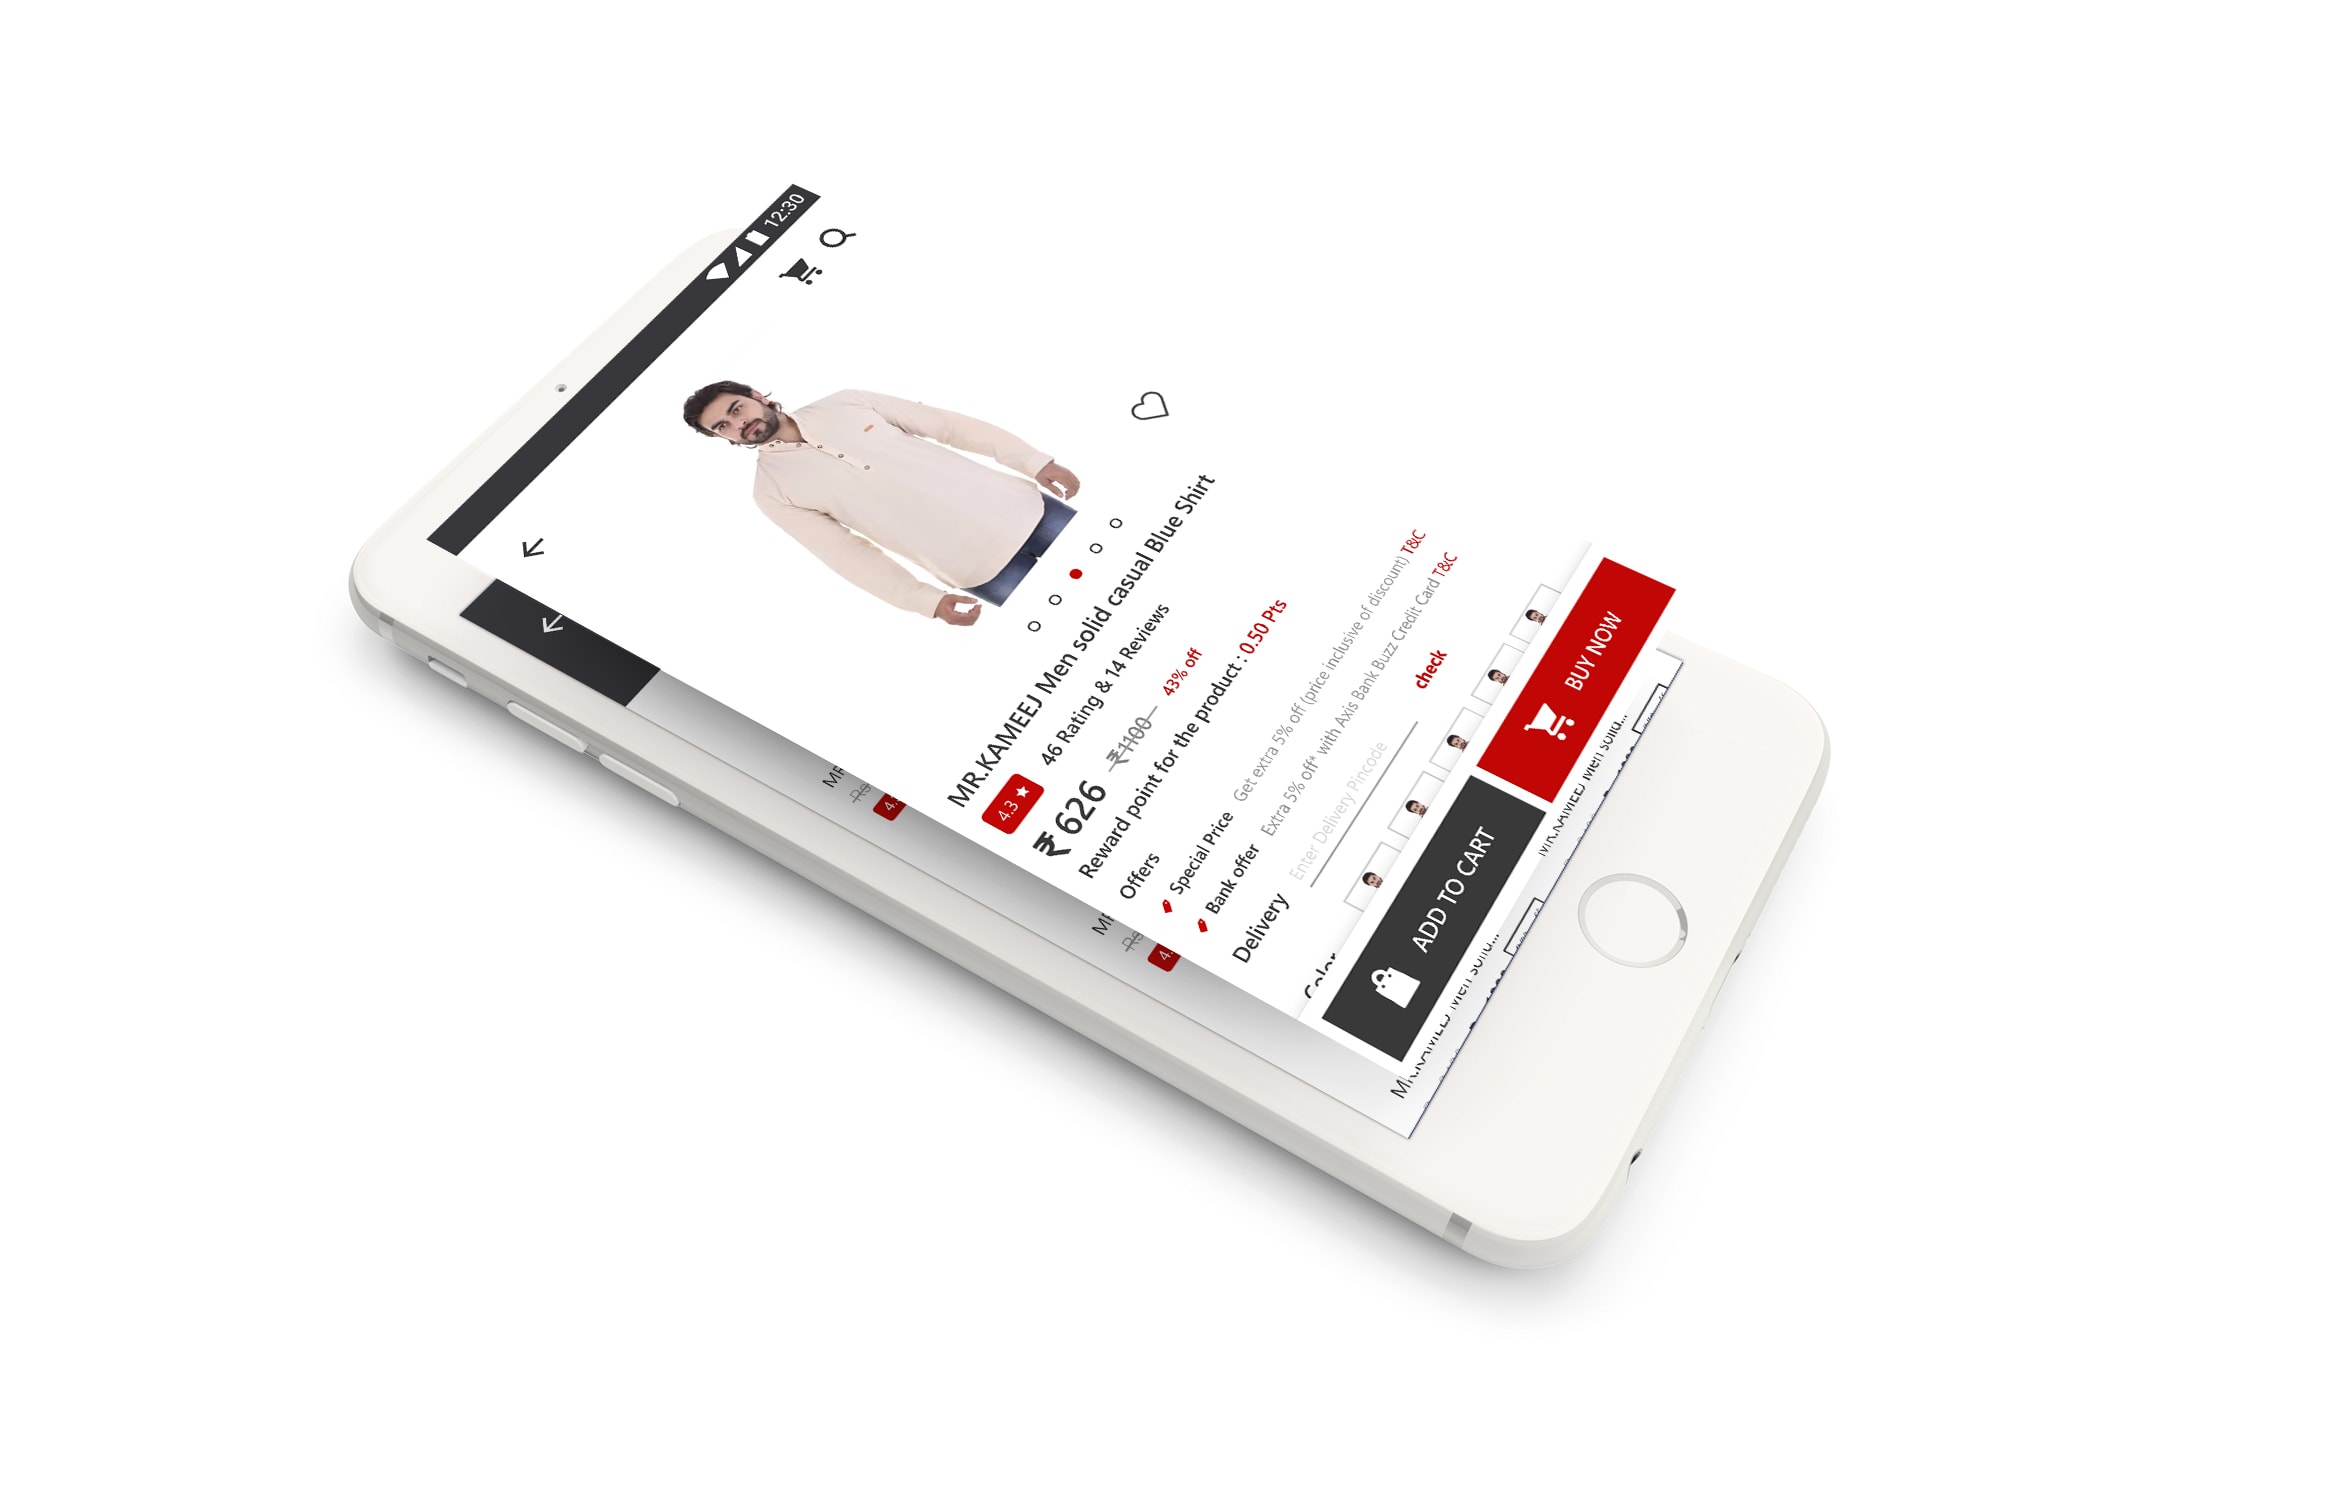 12:30
MR.KAMEEJ Men solid casual Blue Shirt
4.3 ★ 46 Rating & 14 Reviews
₹ 626 ₹1100 43% off
Reward point for the product : 0.50 Pts
Offers
Special Price Get extra 5% off (price inclusive of discount) T&C
Bank offer Extra 5% off* with Axis Bank Buzz Credit Card T&C
Delivery Enter Delivery Pincode check
Color
ADD TO CART
BUY NOW
MR.KAMEEJ Men solid...
MR.KAMEEJ Men solid...